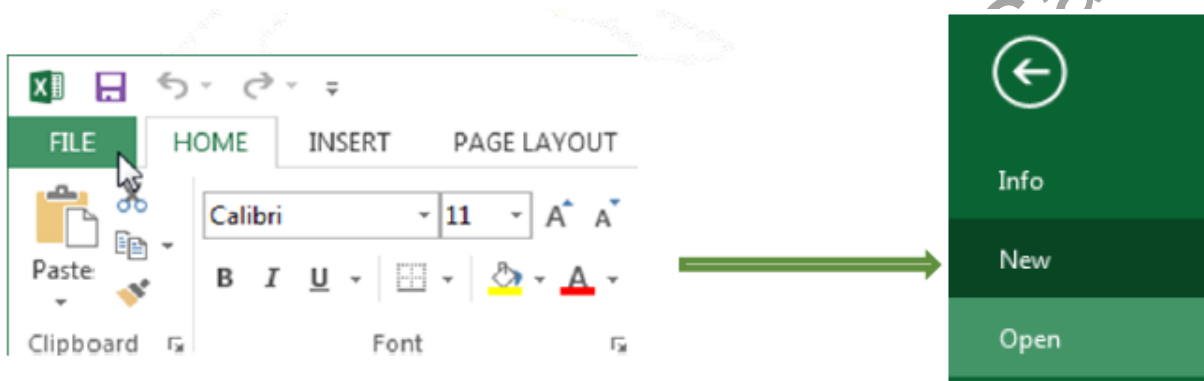 FILE HOME INSERT PAGE LAYOUT
Calibri 11 A A
Paste
B I U A
Clipboard Font
Info
New
Open